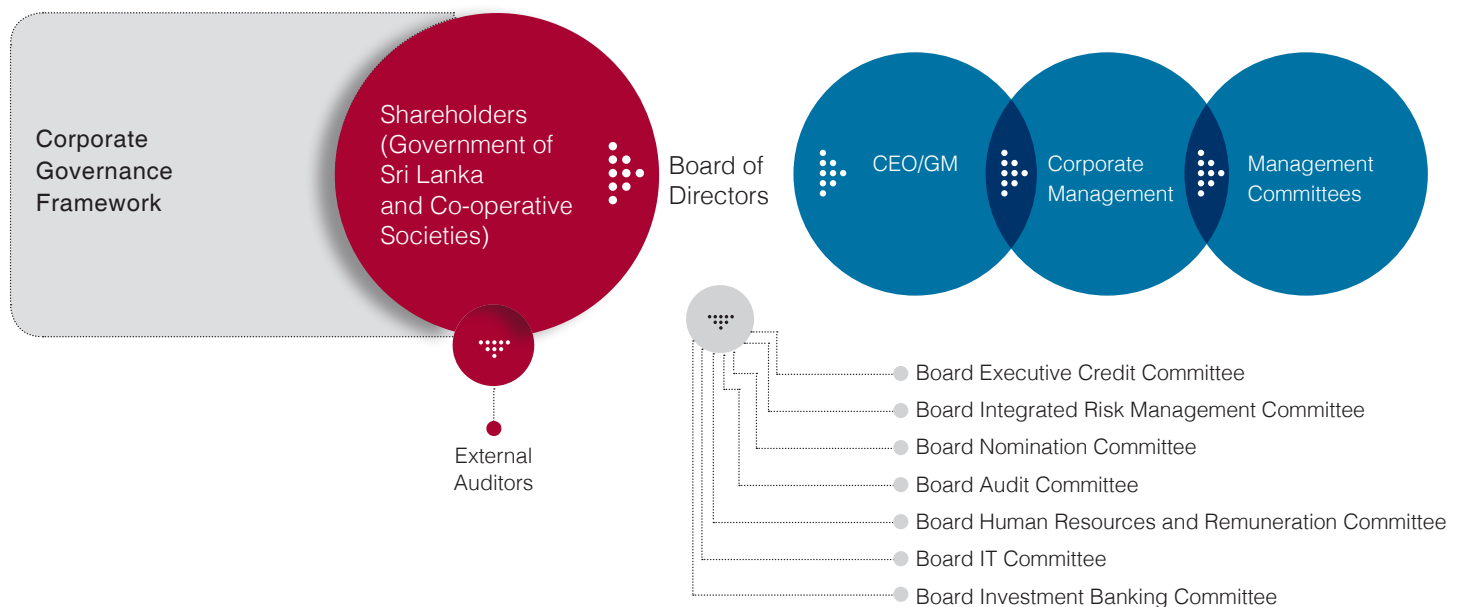 Corporate
Governance
Framework
Shareholders
(Government of
Sri Lanka
and Co-operative
Societies)
Board of
Directors
CEO/GM
Corporate
Management
Management
Committees
External
Auditors
Board Executive Credit Committee
Board Integrated Risk Management Committee
Board Nomination Committee
Board Audit Committee
Board Human Resources and Remuneration Committee
Board IT Committee
Board Investment Banking Committee